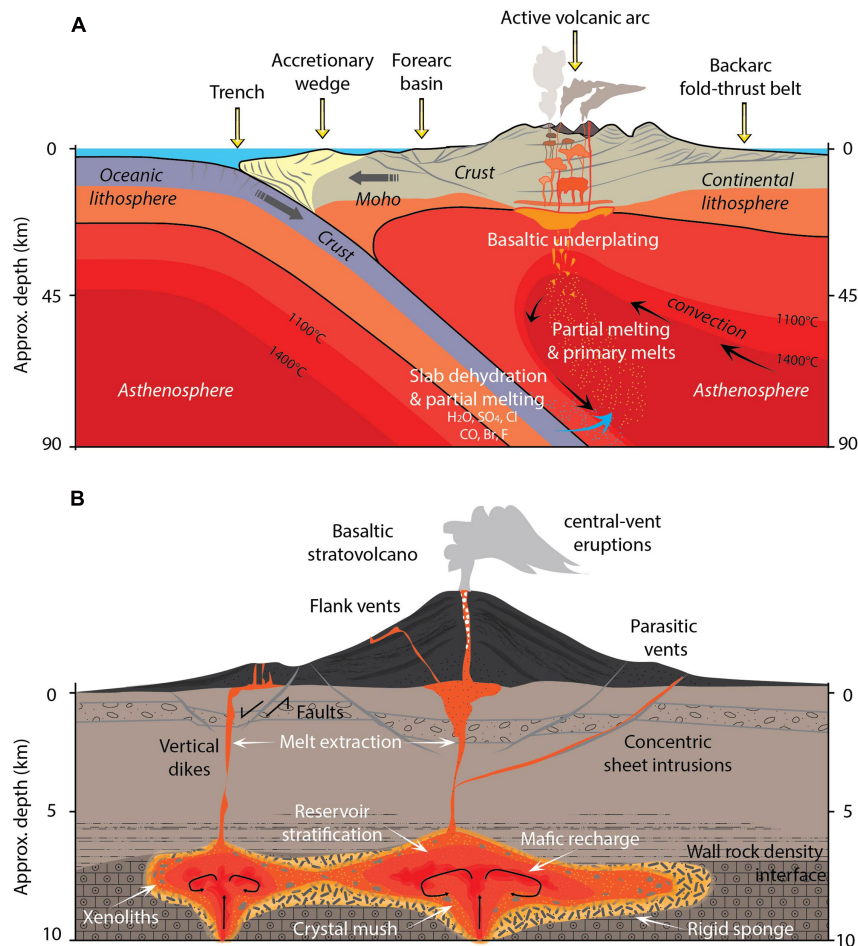 A
Active volcanic arc
Accretionary
wedge
Forearc
basin
Backarc
fold-thrust belt
Trench
0
0
Oceanic
lithosphere
Crust
Moho
Continental
lithosphere
Crust
Basaltic underplating
45
45
Approx. depth (km)
convection
1100°C
1100°C
Partial melting
& primary melts
1400°C
1400°C
Asthenosphere
Slab dehydration
& partial melting
H₂O, SO₄, Cl
CO, Br, F
Asthenosphere
90
90
B
Basaltic
stratovolcano
central-vent
eruptions
Flank vents
Parasitic
vents
0
0
Faults
Vertical
dikes
Melt extraction
Concentric
sheet intrusions
Approx. depth (km)
5
5
Reservoir
stratification
Mafic recharge
Wall rock density
interface
Xenoliths
Crystal mush
Rigid sponge
10
10